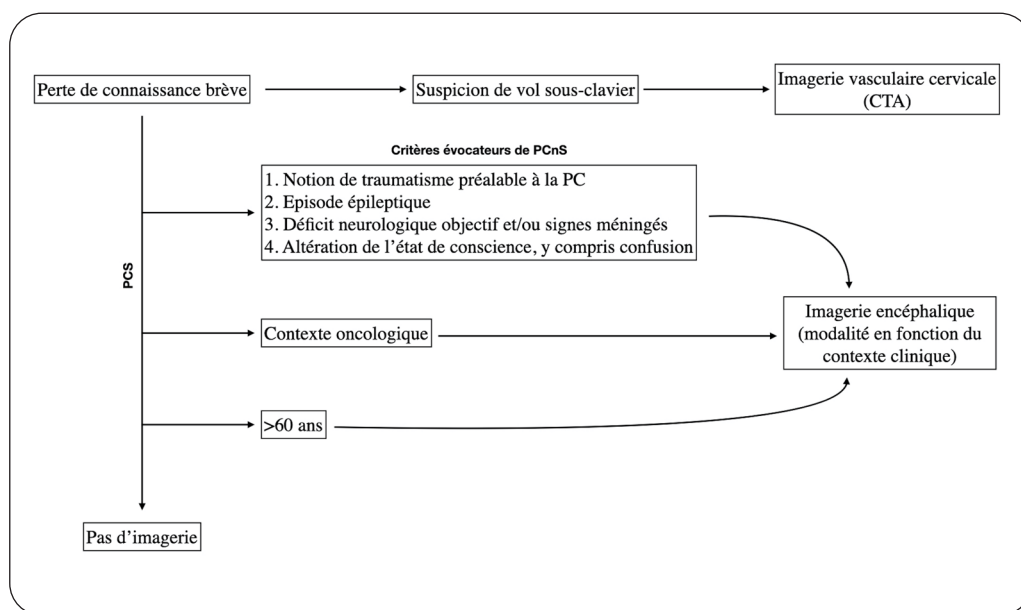 Perte de connaissance brève
Suspicion de vol sous-clavier
Imagerie vasculaire cervicale
(CTA)
Critères évocateurs de PCnS
1. Notion de traumatisme préalable à la PC
2. Episode épileptique
3. Déficit neurologique objectif et/ou signes méningés
4. Altération de l’état de conscience, y compris confusion
PCS
Imagerie encéphalique
(modalité en fonction du
contexte clinique)
Contexte oncologique
>60 ans
Pas d’imagerie